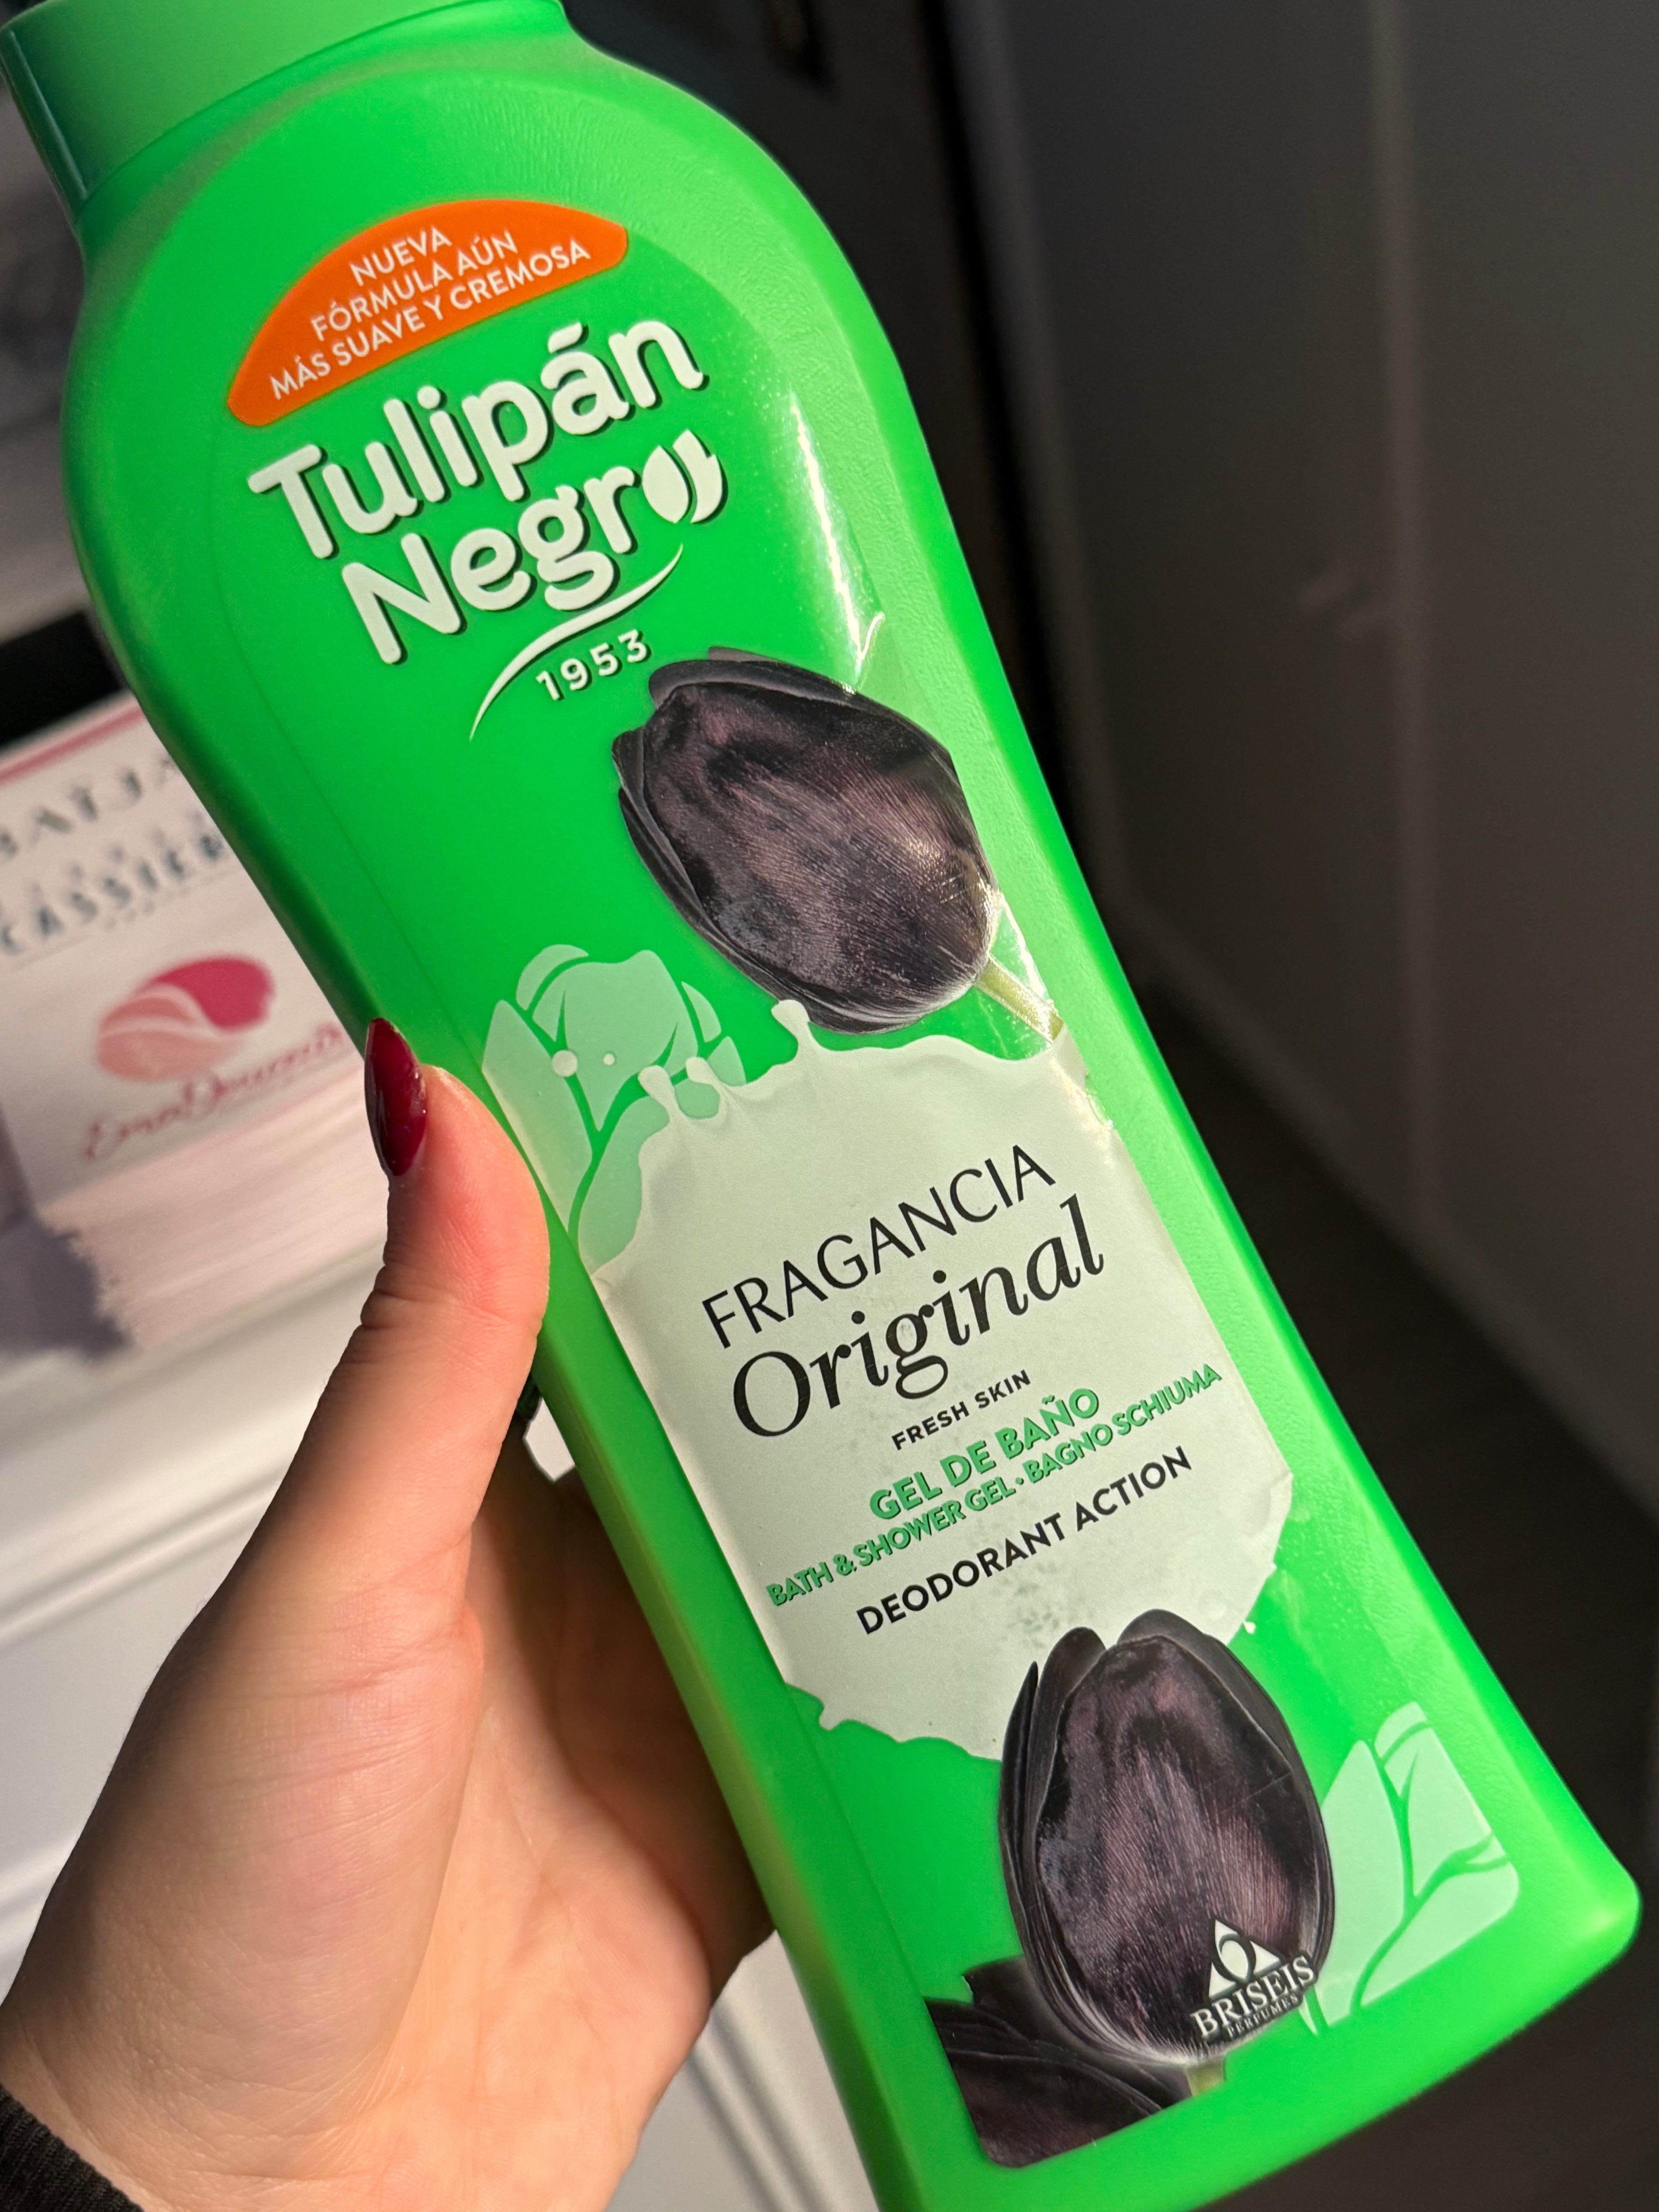 NUEVA
FÓRMULA AÚN
MÁS SUAVE Y CREMOSA
Tulipán
Negro
1953
FRAGANCIA
Original
FRESH SKIN
GEL DE BAÑO
BATH & SHOWER GEL • BAGNO SCHIUMA
DEODORANT ACTION
BRISEIS
PERFUMES